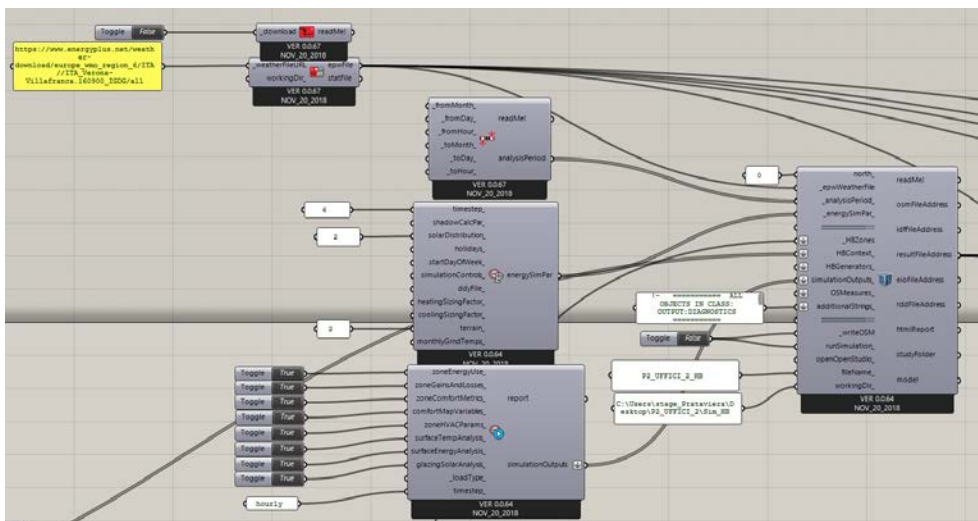 Toggle False
_download readMe!
VER 0.0.67
NOV_20_2018
https://www.energyplus.net/weather-
download/europe_wmo_region_6/ITA
//ITA_Verona-
Villafranca.160900_IGDG/all
_weatherFileURL epwFile
workingDir_ statFile
VER 0.0.67
NOV_20_2018
_fromMonth_
_fromDay_ readMe!
_fromHour_
_toMonth_
_toDay_ analysisPeriod
_toHour_
VER 0.0.67
NOV_20_2018
timestep_
shadowCalcPar_
2
solarDistribution_
holidays_
startDayOfWeek_
simulationControls_ energySimPar
ddyFile_
heatingSizingFactor_
coolingSizingFactor_
terrain_
monthlyGrndTemps_
VER 0.0.64
NOV_20_2018
Toggle True
Toggle True
Toggle True
Toggle True
Toggle True
Toggle True
Toggle True
Toggle True
hourly
zoneEnergyUse_
zoneGainsAndLosses_
zoneComfortMetrics_ report
comfortMapVariables_
zoneHVACParams_
surfaceTempAnalysis_
surfaceEnergyAnalysis_
glazingSolarAnalysis_ simulationOutputs
_loadType_
timestep_
VER 0.0.64
NOV_20_2018
0
!- =========== ALL
OBJECTS IN CLASS:
OUTPUT:DIAGNOSTICS
===========
Toggle False
P2_UFFICI_2_HB
C:\Users\stage_Prataviera\D
esktop\P2_UFFICI_2\Sim_HB
north_ readMe!
_epwWeatherFile
_analysisPeriod_ osmFileAddress
_energySimPar_
idfFileAddress
_HBZones
HBContext_ resultFileAddress
HBGenerators_
simulationOutputs_ eioFileAddress
OSMeasures_
additionalStrings_ rddFileAddress
_writeOSM htmlReport
runSimulation_
openOpenStudio_ studyFolder
fileName_
workingDir_ model
VER 0.0.64
NOV_20_2018